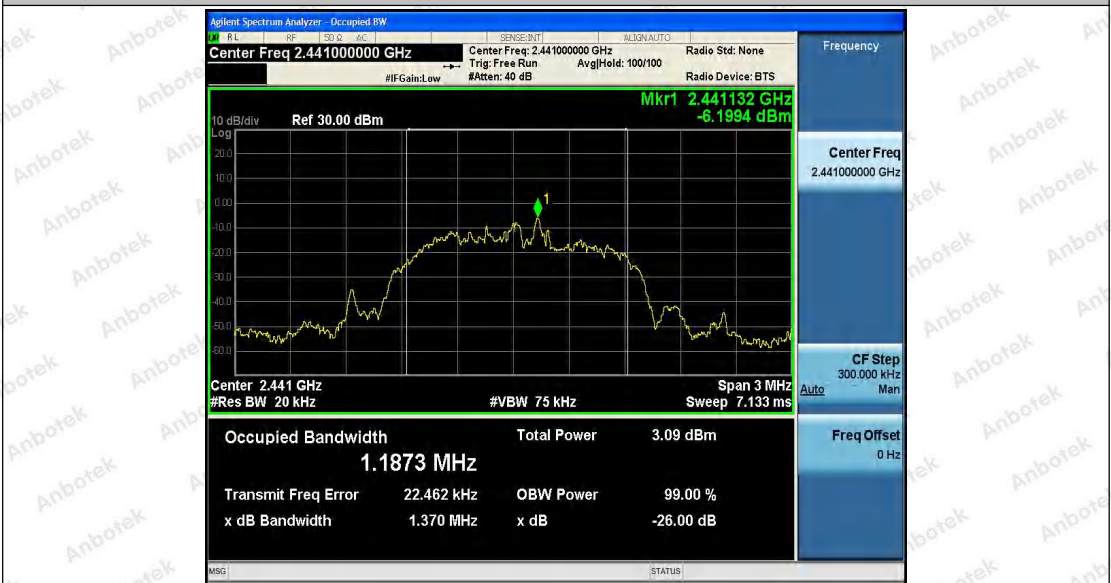 Agilent Spectrum Analyzer - Occupied BW
RL RF 50 Ω AC SENSE:INT ALIGNAUTO
Center Freq 2.441000000 GHz
Center Freq: 2.441000000 GHz Radio Std: None
Trig: Free Run Avg|Hold: 100/100
#IFGain:Low #Atten: 40 dB Radio Device: BTS
Mkr1 2.441132 GHz
-6.1994 dBm
10 dB/div Ref 30.00 dBm
Log
20.0
10.0
0.00
-10.0
-20.0
-30.0
-40.0
-50.0
-60.0
1
Center 2.441 GHz Span 3 MHz
#Res BW 20 kHz #VBW 75 kHz Sweep 7.133 ms
Occupied Bandwidth Total Power 3.09 dBm
1.1873 MHz
Transmit Freq Error 22.462 kHz OBW Power 99.00 %
x dB Bandwidth 1.370 MHz x dB -26.00 dB
MSG STATUS
Frequency
Center Freq
2.441000000 GHz
CF Step
300.000 kHz
Auto Man
Freq Offset
0 Hz
Anbotek